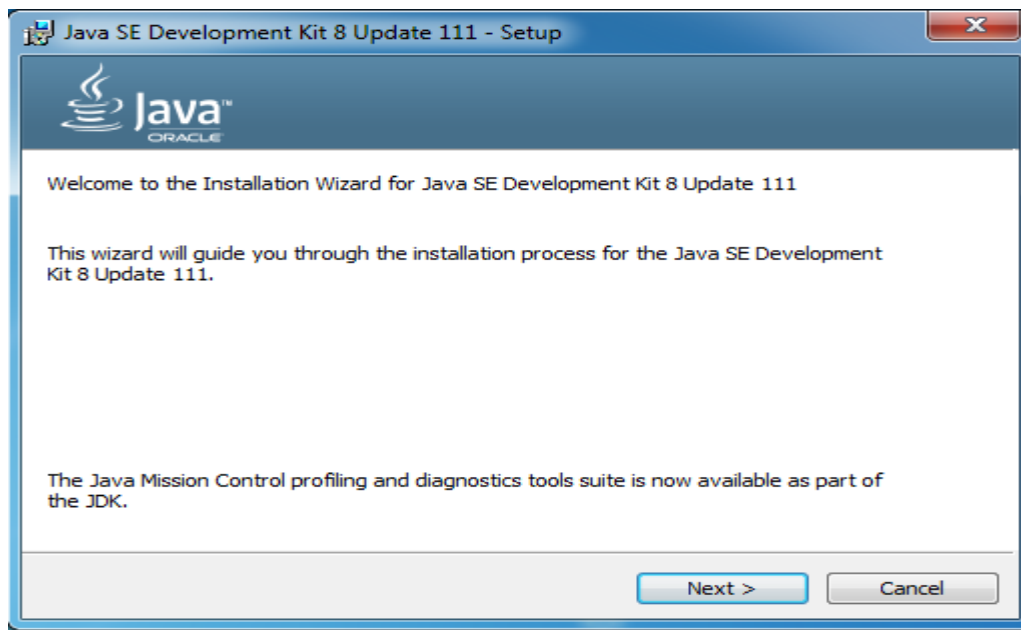 Java SE Development Kit 8 Update 111 - Setup
Java™
ORACLE
Welcome to the Installation Wizard for Java SE Development Kit 8 Update 111
This wizard will guide you through the installation process for the Java SE Development
Kit 8 Update 111.
The Java Mission Control profiling and diagnostics tools suite is now available as part of
the JDK.
Next >
Cancel